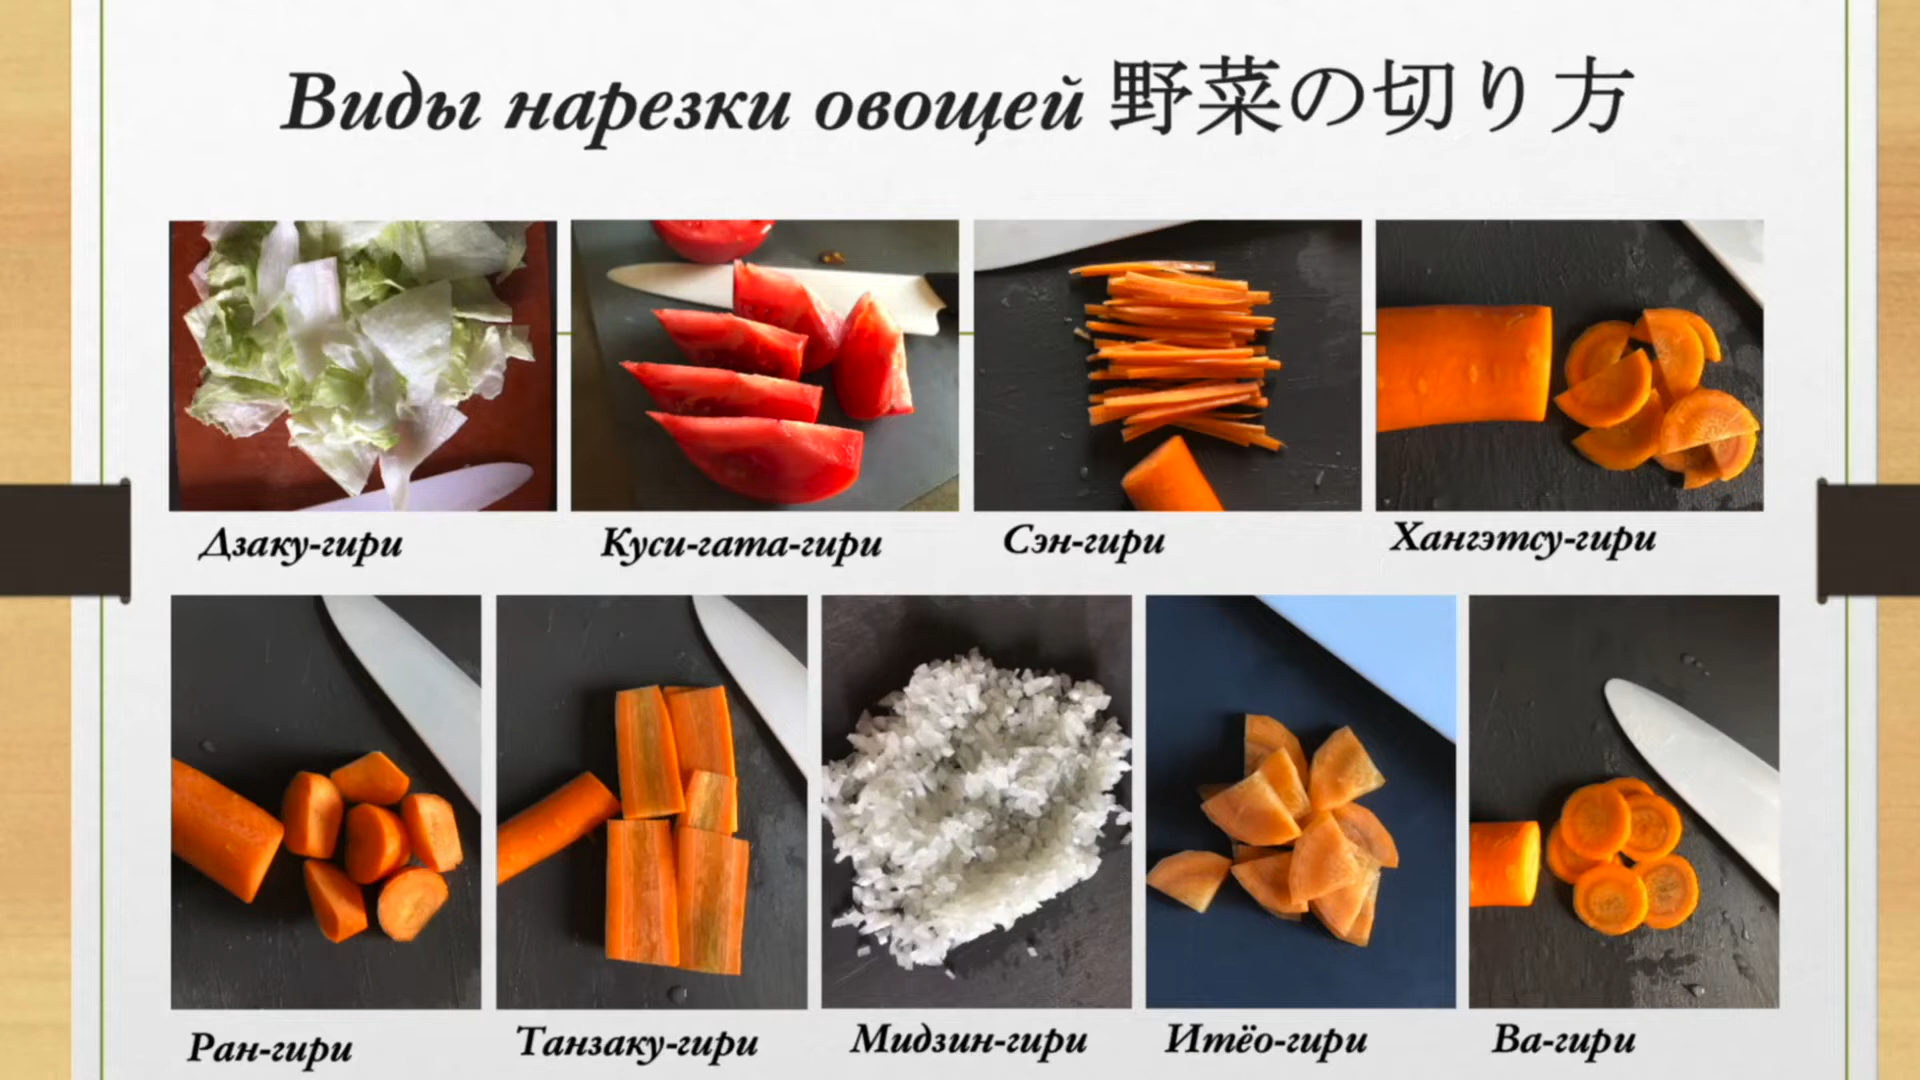 Виды нарезки овощей 野菜の切り方
Дзаку-гири
Куси-гата-гири
Сэн-гири
Хангэтсу-гири
Ран-гири
Танзаку-гири
Мидзин-гири
Итёо-гири
Ва-гири